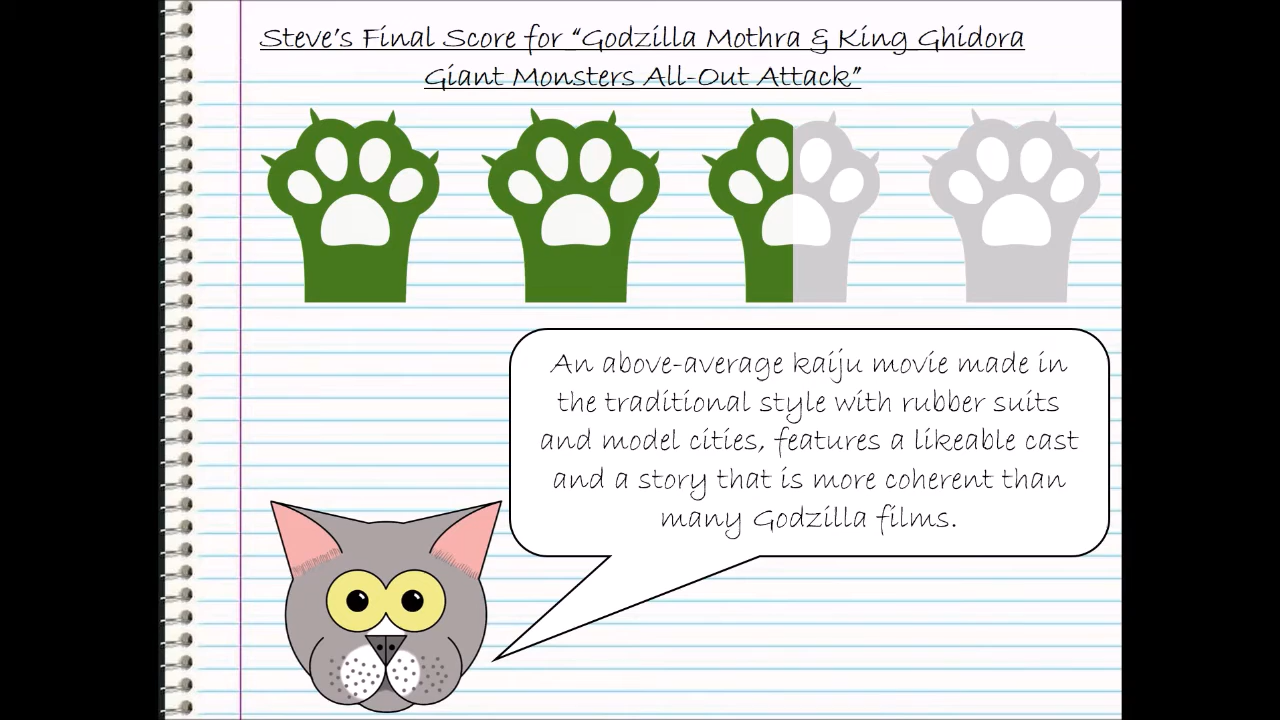 Steve's Final Score for “Godzilla Mothra & King Ghidora
Giant Monsters All-Out Attack”
An above-average kaiju movie made in
the traditional style with rubber suits
and model cities, features a likeable cast
and a story that is more coherent than
many Godzilla films.